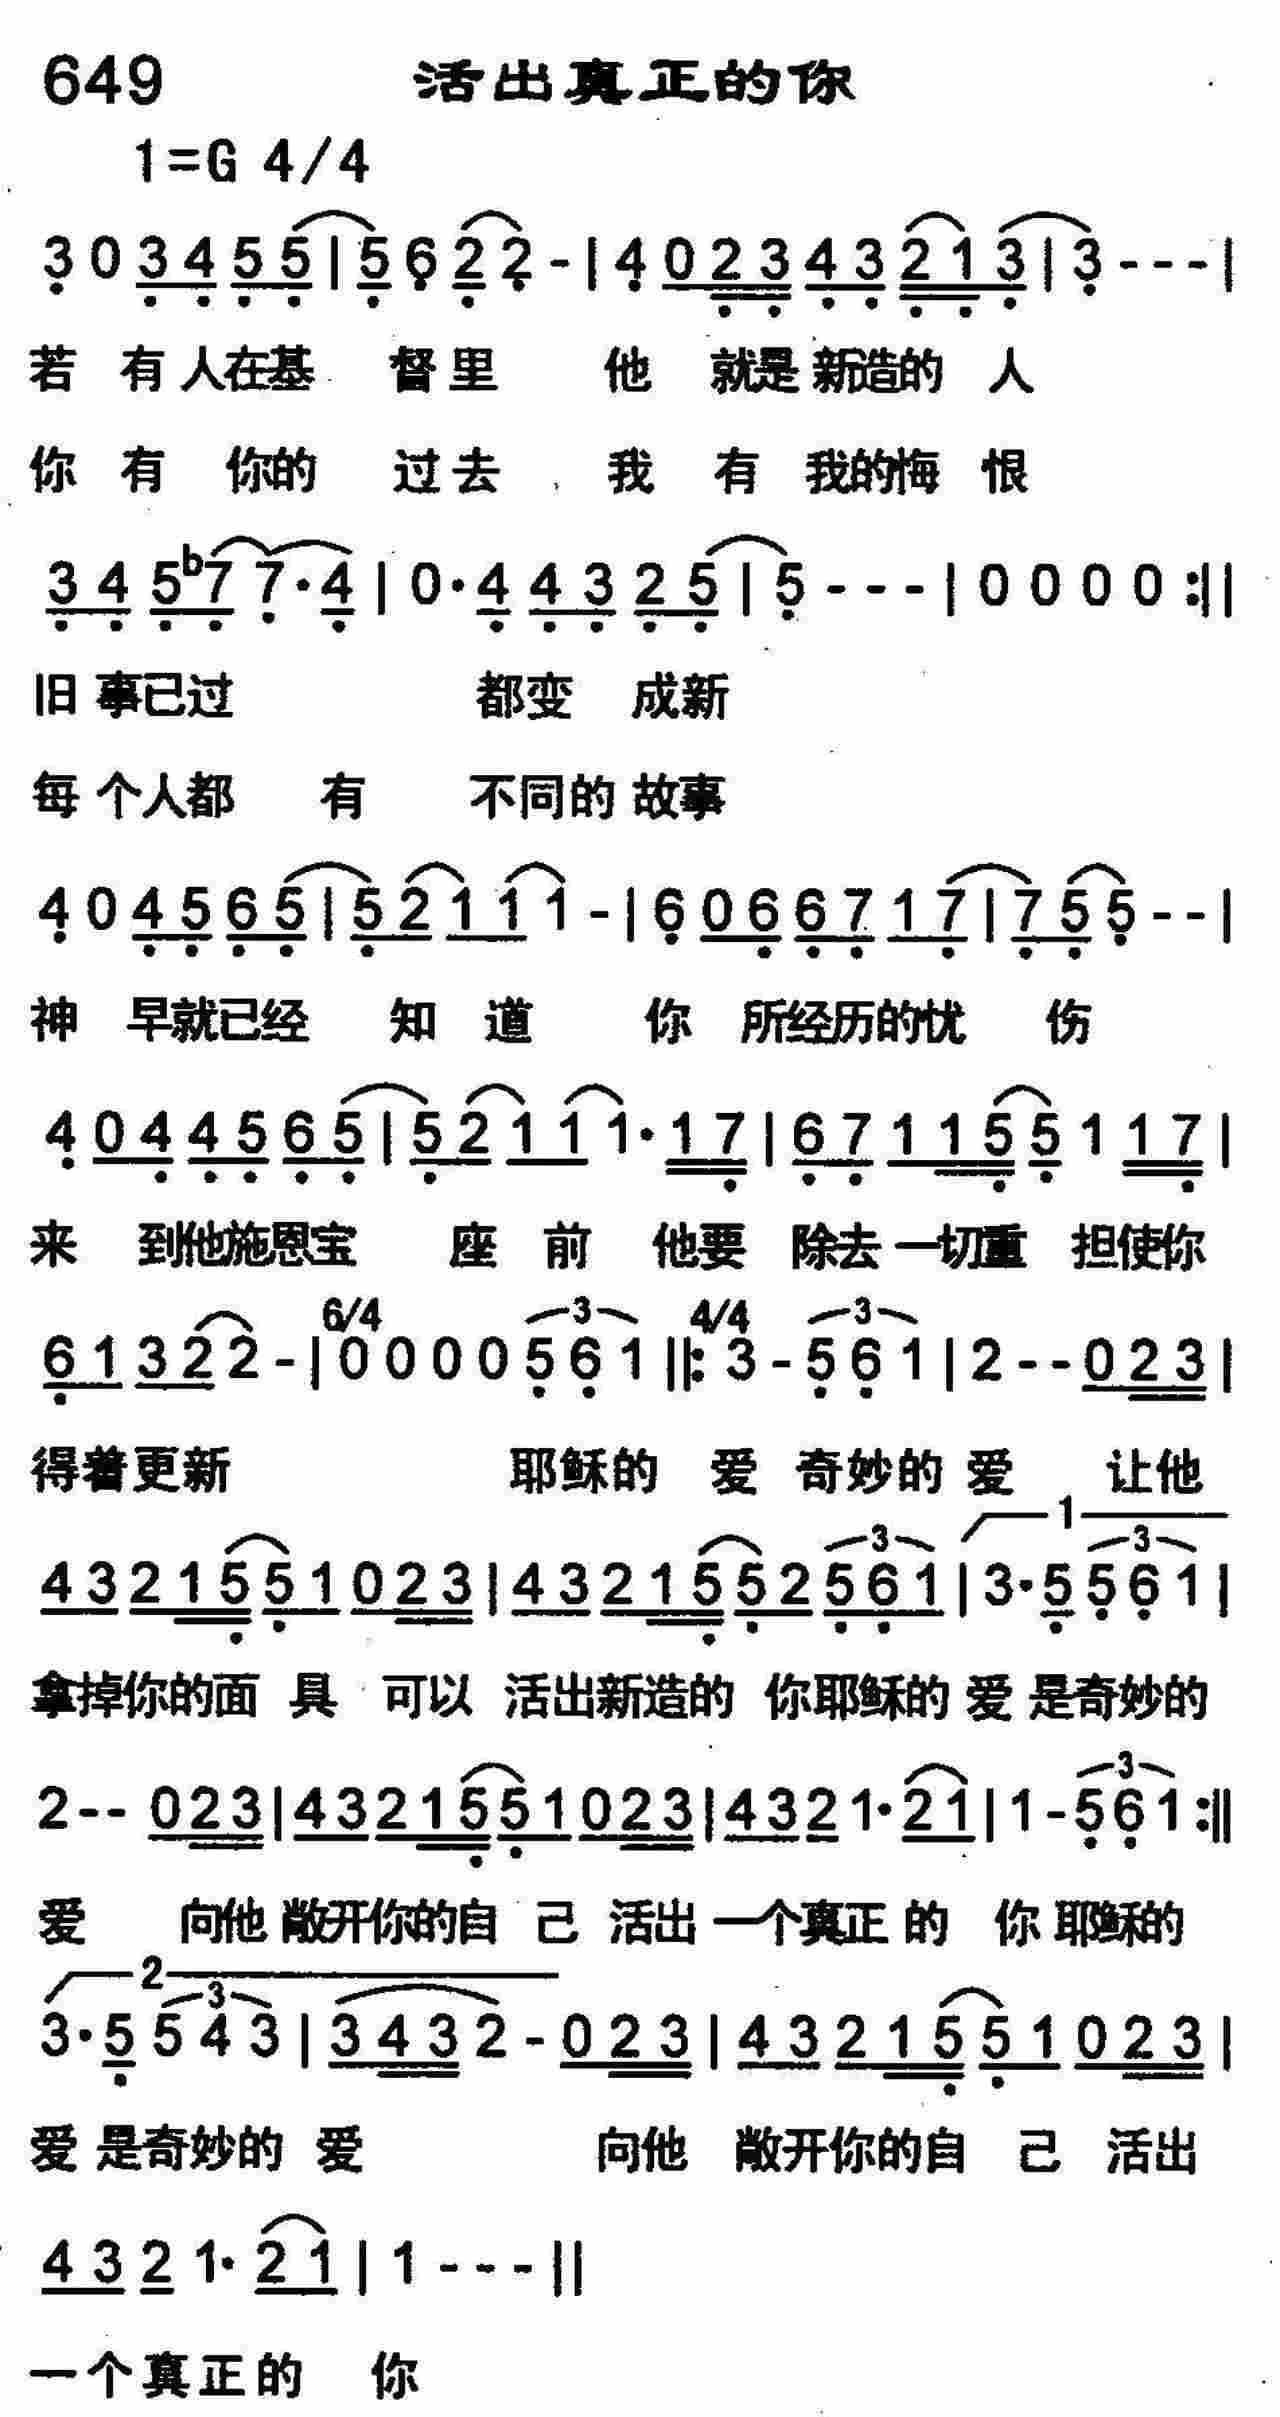 649 活出真正的你
1=G 4/4
3 0 3 4 5 5 | 5 6 2 2 - | 4 0 2 3 4 3 2 1 3 | 3 - - - |
若 有人在基 督里 他 就是新造的 人
你 有 你的 过去 我 有 我的悔 恨
3 4 5 b7 7· 4 | 0· 4 4 3 2 5 | 5 - - - | 0 0 0 0 :||
旧事已过 都变 成新
每个人都 有 不同的故事
4 0 4 5 6 5 | 5 2 1 1 1 - | 6 0 6 6 7 1 7 | 7 5 5 - - |
神 早就已经 知 道 你 所经历的忧 伤
4 0 4 4 5 6 5 | 5 2 1 1 1· 1 7 | 6 7 1 1 5 5 1 1 7 |
来 到他施恩宝 座 前 他要 除去一切重 担使你
6 1 3 2 2 - | 6/4 0 0 0 0 3 5 6 1 ||: 4/4 3 - 3 5 6 1 | 2 - - 0 2 3 |
得着更新 耶稣的 爱 奇妙的 爱 让他
4 3 2 1 5 5 1 0 2 3 | 4 3 2 1 5 5 2 3 5 6 1 | 1 3· 5 3 5 6 1 |
拿掉你的面 具 可以 活出新造的 你耶稣的 爱 是奇妙的
2 - - 0 2 3 | 4 3 2 1 5 5 1 0 2 3 | 4 3 2 1· 2 1 | 1 - 3 5 6 1 :||
爱 向他 敞开你的自 己 活出 一个真正的 你 耶稣的
2 3· 5 3 5 4 3 | 3 4 3 2 - 0 2 3 | 4 3 2 1 5 5 1 0 2 3 |
爱 是奇妙的 爱 向他 敞开你的自 己 活出
4 3 2 1· 2 1 | 1 - - - ||
一个真正的 你